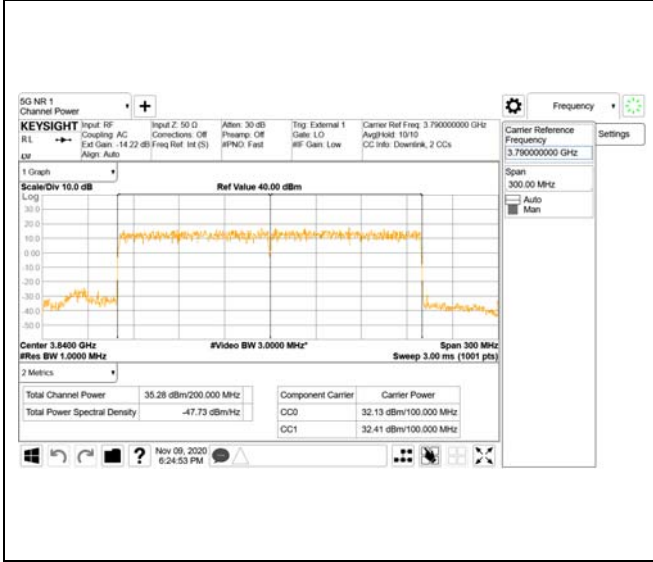 5G NR 1
Channel Power
Frequency
KEYSIGHT
RL
Input: RF
Coupling: AC
Ext Gain: -14.22 dB
Align: Auto
Input Z: 50 Ω
Corrections: Off
Freq Ref: Int (S)
Atten: 30 dB
Preamp: Off
#PNO: Fast
Trig: External 1
Gate: LO
#IF Gain: Low
Carrier Ref Freq: 3.790000000 GHz
Avg|Hold: 10/10
CC Info: Downlink, 2 CCs
Carrier Reference
Frequency
3.790000000 GHz
Settings
Span
300.00 MHz
Auto
Man
1 Graph
Scale/Div 10.0 dB
Ref Value 40.00 dBm
Log
30.0
20.0
10.0
0.00
-10.0
-20.0
-30.0
-40.0
-50.0
Center 3.8400 GHz
#Video BW 3.0000 MHz*
Span 300 MHz
#Res BW 1.0000 MHz
Sweep 3.00 ms (1001 pts)
2 Metrics
Total Channel Power 35.28 dBm/200.000 MHz
Total Power Spectral Density -47.73 dBm/Hz
Component Carrier Carrier Power
CC0 32.13 dBm/100.000 MHz
CC1 32.41 dBm/100.000 MHz
?
Nov 09, 2020
6:24:53 PM